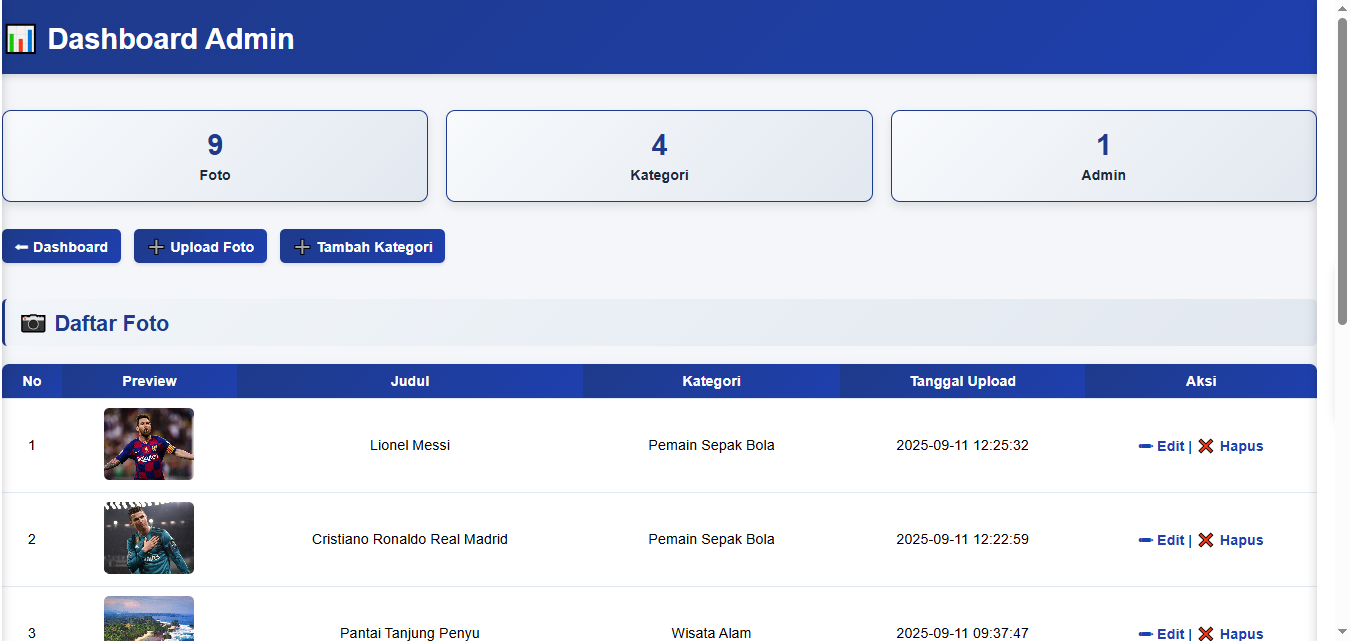 📊 Dashboard Admin
9
Foto
4
Kategori
1
Admin
⬅ Dashboard
➕ Upload Foto
➕ Tambah Kategori
📷 Daftar Foto
No Preview Judul Kategori Tanggal Upload Aksi
1 Lionel Messi Pemain Sepak Bola 2025-09-11 12:25:32 ➖ Edit | ❌ Hapus
2 Cristiano Ronaldo Real Madrid Pemain Sepak Bola 2025-09-11 12:22:59 ➖ Edit | ❌ Hapus
3 Pantai Tanjung Penyu Wisata Alam 2025-09-11 09:37:47 ➖ Edit | ❌ Hapus